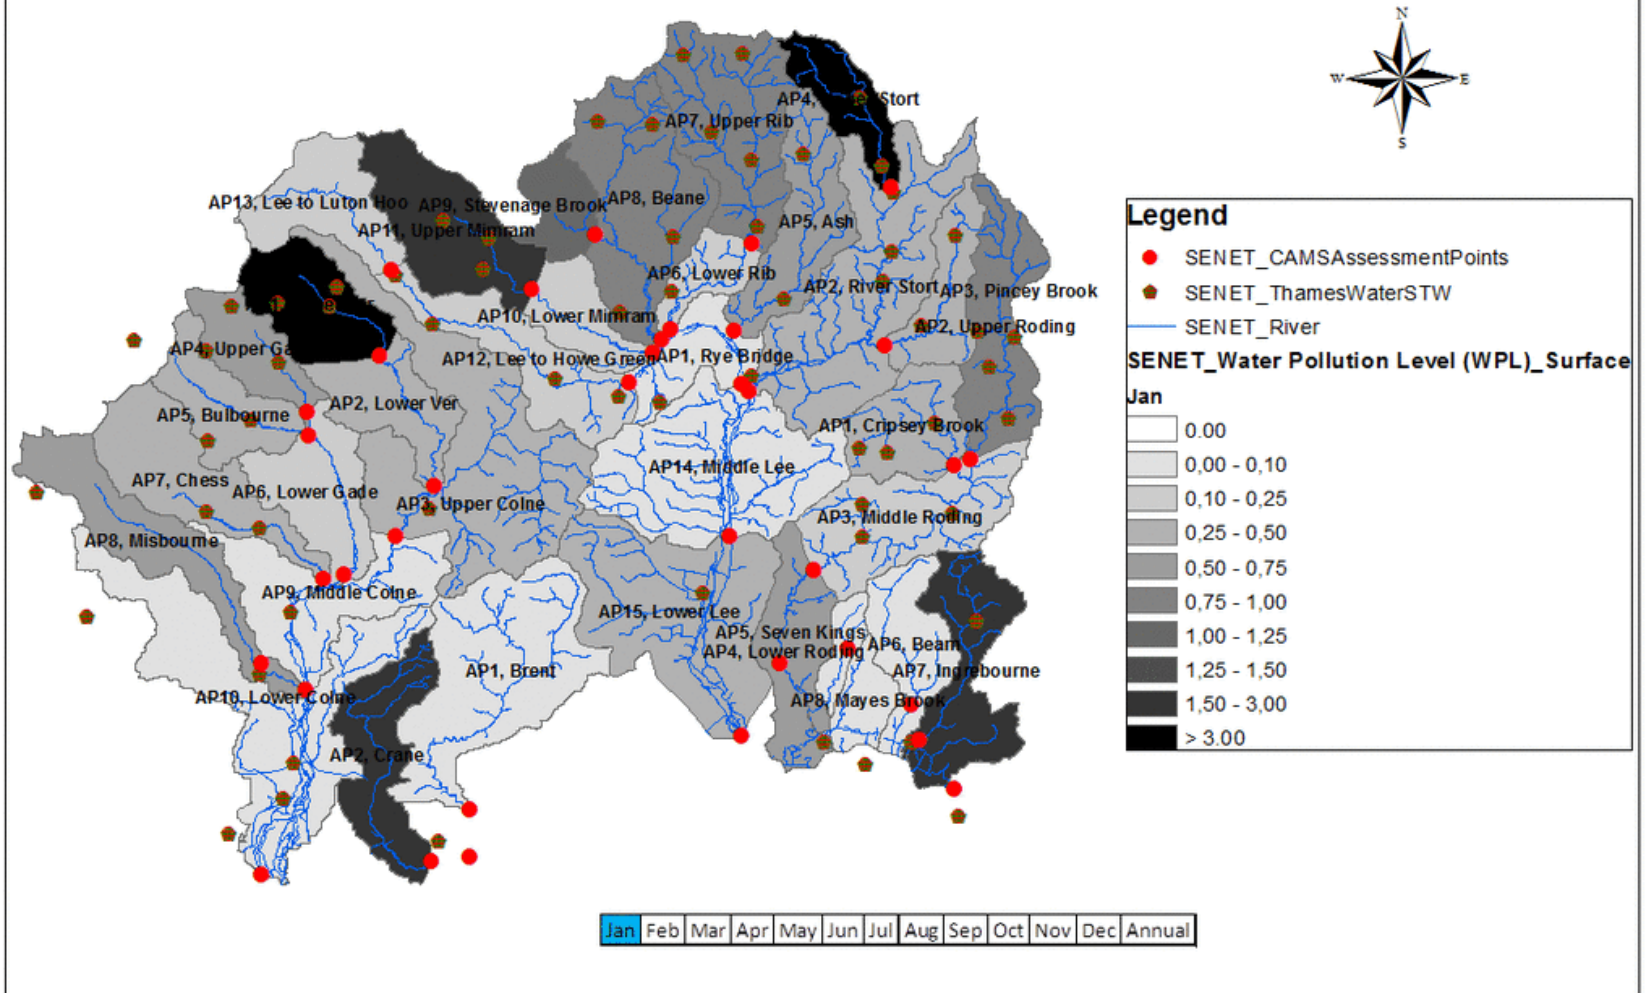 N
W
E
S
AP4,
Stort
AP7, Upper Rib
AP13, Lee to Luton Hoo
AP9, Stevenage Brook
AP8, Beane
AP11, Upper Mimram
AP5, Ash
AP6, Lower Rib
AP2, River Stort
AP3, Pincey Brook
AP10, Lower Mimram
AP2, Upper Roding
AP4, Upper Ga
AP12, Lee to Howe Green
AP1, Rye Bridge
AP5, Bulbourne
AP2, Lower Ver
AP1, Cripsey Brook
AP14, Middle Lee
AP7, Chess
AP6, Lower Gade
AP3, Upper Colne
AP3, Middle Roding
AP8, Misbourne
AP9, Middle Colne
AP15, Lower Lee
AP5, Seven Kings
AP4, Lower Roding
AP6, Beam
AP1, Brent
AP7, Ingrebourne
AP10, Lower Colne
AP8, Mayes Brook
AP2, Crane
Legend
SENET_CAMSAssessmentPoints
SENET_ThamesWaterSTW
SENET_River
SENET_Water Pollution Level (WPL)_Surface
Jan
0.00
0,00 - 0,10
0,10 - 0,25
0,25 - 0,50
0,50 - 0,75
0,75 - 1,00
1,00 - 1,25
1,25 - 1,50
1,50 - 3,00
> 3.00
Jan Feb Mar Apr May Jun Jul Aug Sep Oct Nov Dec Annual